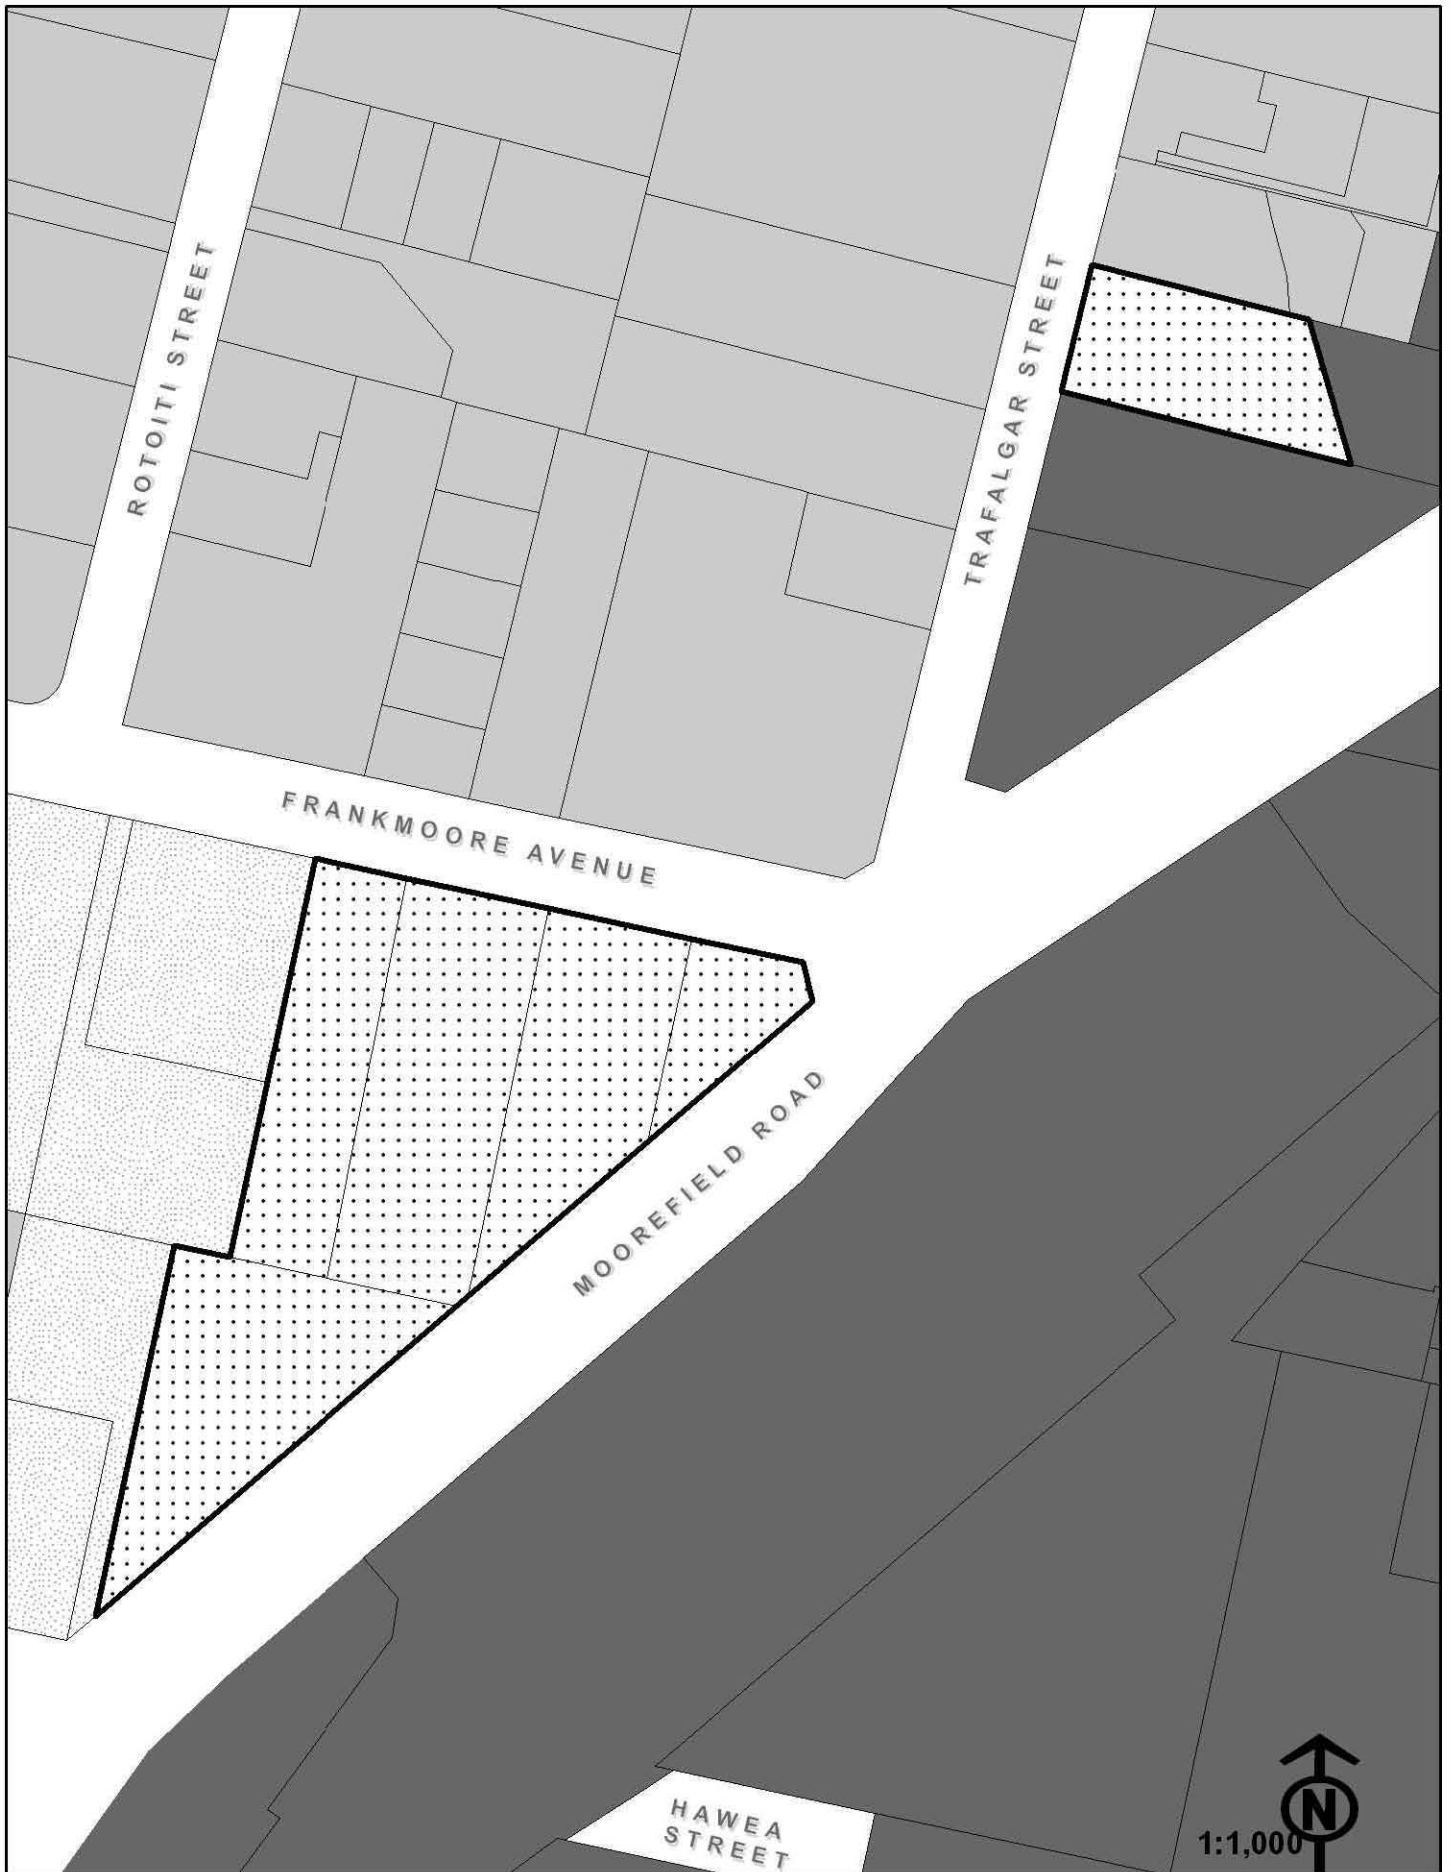 ROTOITI STREET
TRAFALGAR STREET
FRANKMOORE AVENUE
MOOREFIELD ROAD
HAWEA
STREET
N
1:1,000